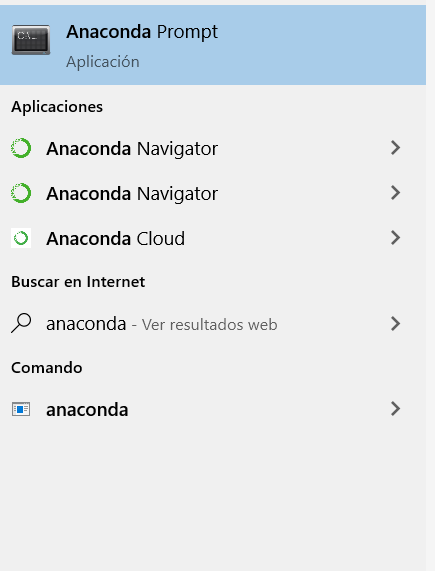 Anaconda Prompt
Aplicación
Aplicaciones
Anaconda Navigator
Anaconda Navigator
Anaconda Cloud
Buscar en Internet
anaconda - Ver resultados web
Comando
anaconda